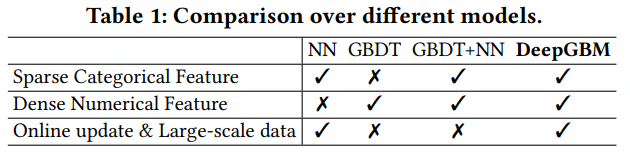 Table 1: Comparison over different models.
NN GBDT GBDT+NN DeepGBM
Sparse Categorical Feature ✓ ✗ ✓ ✓
Dense Numerical Feature ✗ ✓ ✓ ✓
Online update & Large-scale data ✓ ✗ ✗ ✓